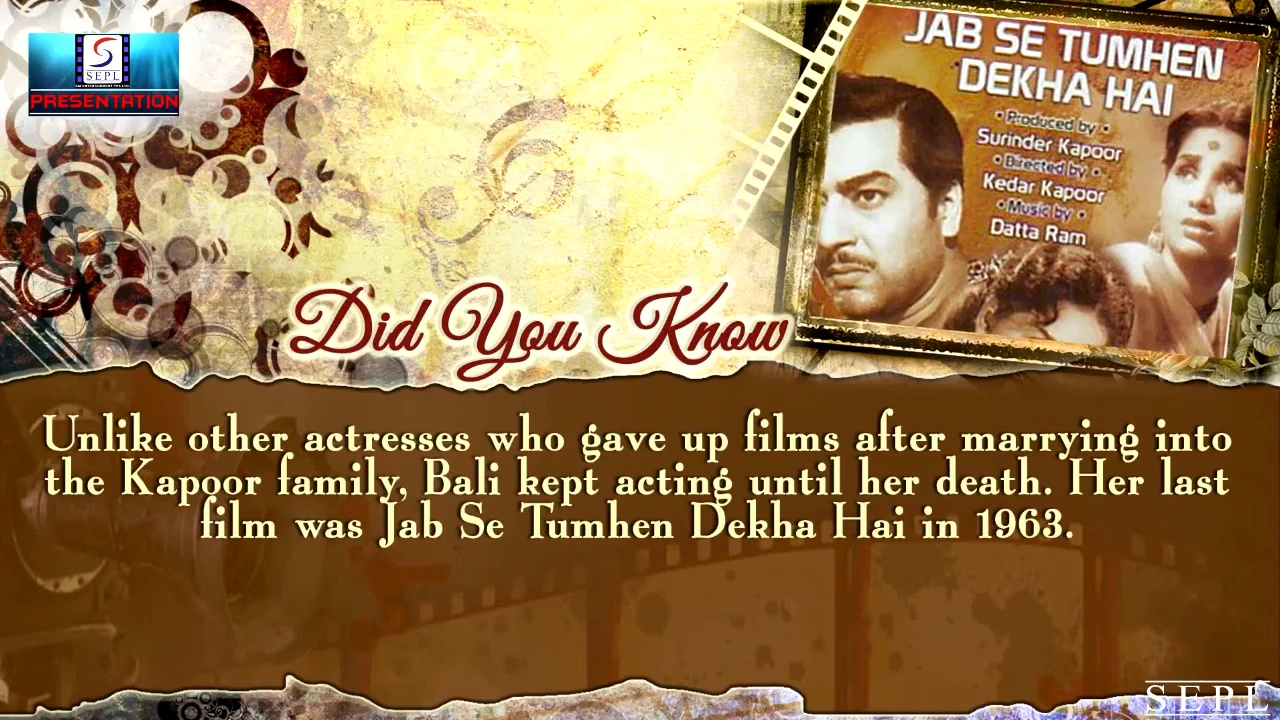 S
SEPL
PRESENTATION
JAB SE TUMHEN
DEKHA HAI
• Produced by •
Surinder Kapoor
• Directed by •
Kedar Kapoor
• Music by •
Datta Ram
Did You Know
Unlike other actresses who gave up films after marrying into
the Kapoor family, Bali kept acting until her death. Her last
film was Jab Se Tumhen Dekha Hai in 1963.
SEPL